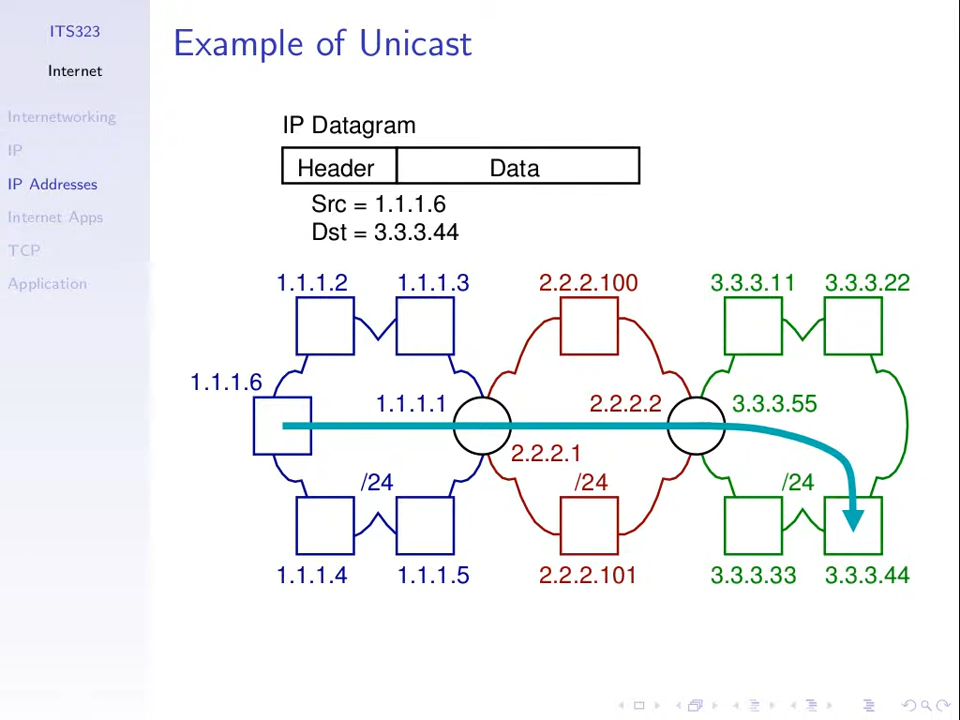 ITS323
Internet
Internetworking
IP
IP Addresses
Internet Apps
TCP
Application
Example of Unicast
IP Datagram
Header Data
Src = 1.1.1.6
Dst = 3.3.3.44
1.1.1.2 1.1.1.3 2.2.2.100 3.3.3.11 3.3.3.22
1.1.1.6
1.1.1.1 2.2.2.2 3.3.3.55
2.2.2.1
/24 /24 /24
1.1.1.4 1.1.1.5 2.2.2.101 3.3.3.33 3.3.3.44